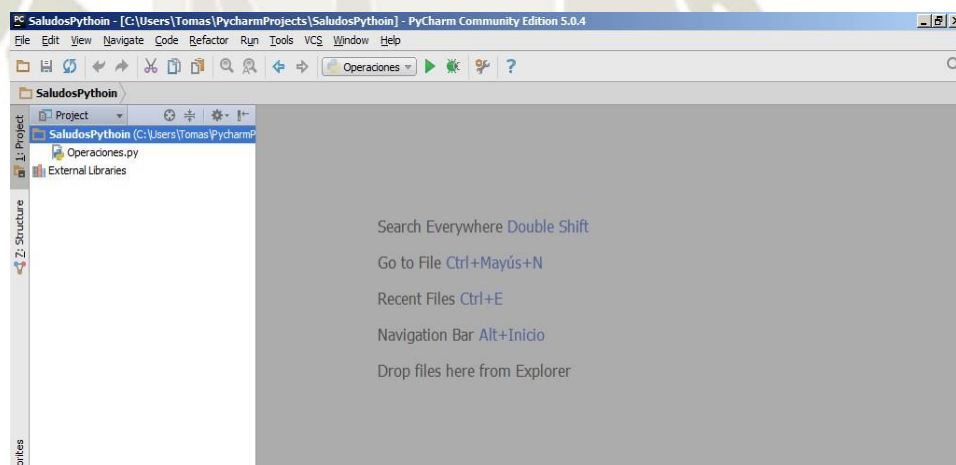 SaludosPythoin - [C:\Users\Tomas\PycharmProjects\SaludosPythoin] - PyCharm Community Edition 5.0.4
File Edit View Navigate Code Refactor Run Tools VCS Window Help
Operaciones
SaludosPythoin
1: Project
Project
SaludosPythoin (C:\Users\Tomas\PycharmP
Operaciones.py
External Libraries
Z: Structure
Search Everywhere Double Shift
Go to File Ctrl+Mayús+N
Recent Files Ctrl+E
Navigation Bar Alt+Inicio
Drop files here from Explorer
orites